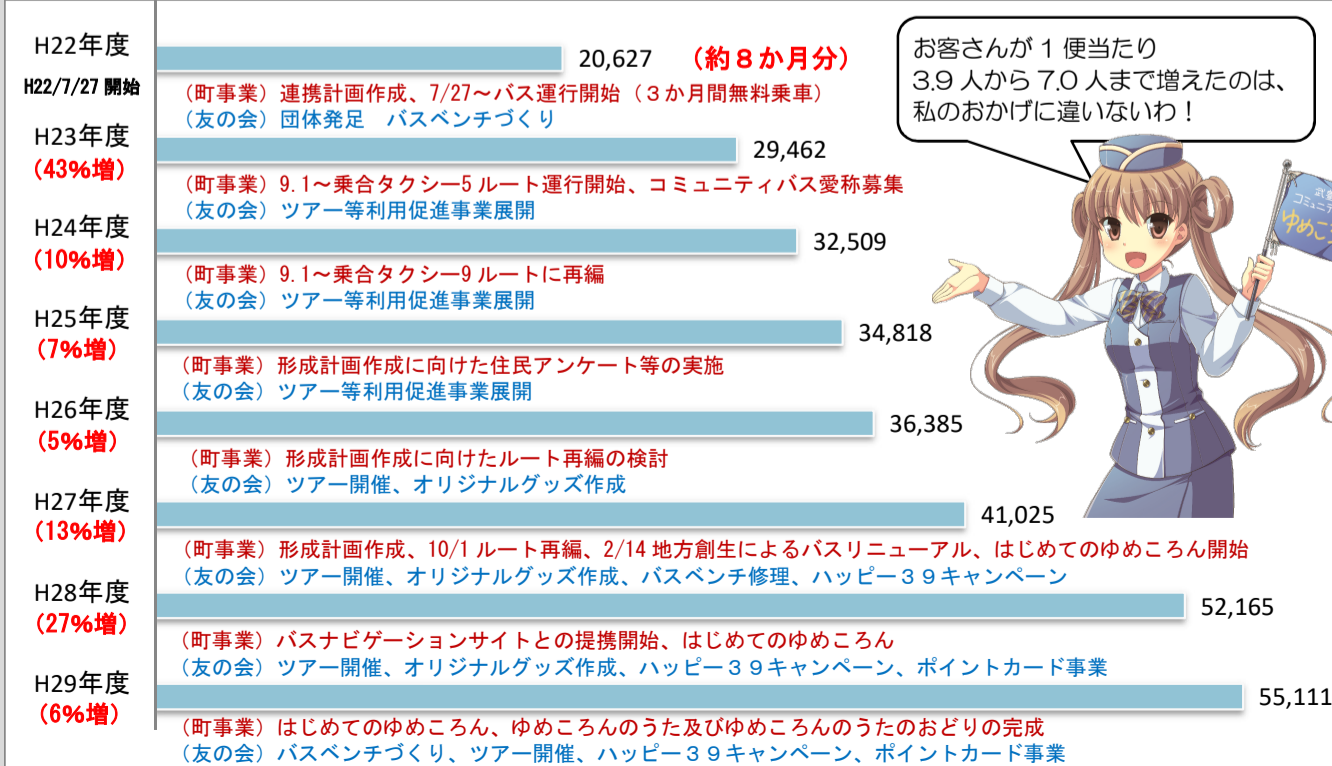 H22年度
H22/7/27 開始
20,627 （約８か月分）
（町事業）連携計画作成、7/27～バス運行開始（３か月間無料乗車）
（友の会）団体発足　バスベンチづくり
お客さんが 1 便当たり
3.9 人から 7.0 人まで増えたのは、
私のおかげに違いないわ！
H23年度
（43%増）
29,462
（町事業）9.1～乗合タクシー5 ルート運行開始、コミュニティバス愛称募集
（友の会）ツアー等利用促進事業展開
H24年度
（10%増）
32,509
（町事業）9.1～乗合タクシー9 ルートに再編
（友の会）ツアー等利用促進事業展開
H25年度
（7%増）
34,818
（町事業）形成計画作成に向けた住民アンケート等の実施
（友の会）ツアー等利用促進事業展開
H26年度
（5%増）
36,385
（町事業）形成計画作成に向けたルート再編の検討
（友の会）ツアー開催、オリジナルグッズ作成
H27年度
（13%増）
41,025
（町事業）形成計画作成、10/1 ルート再編、2/14 地方創生によるバスリニューアル、はじめてのゆめころん開始
（友の会）ツアー開催、オリジナルグッズ作成、バスベンチ修理、ハッピー３９キャンペーン
H28年度
（27%増）
52,165
（町事業）バスナビゲーションサイトとの提携開始、はじめてのゆめころん
（友の会）ツアー開催、オリジナルグッズ作成、ハッピー３９キャンペーン、ポイントカード事業
H29年度
（6%増）
55,111
（町事業）はじめてのゆめころん、ゆめころんのうた及びゆめころんのうたのおどりの完成
（友の会）バスベンチづくり、ツアー開催、ハッピー３９キャンペーン、ポイントカード事業